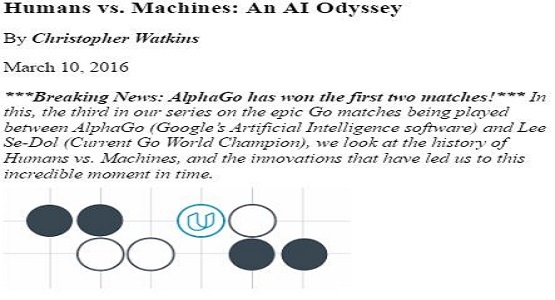 Humans vs. Machines: An AI Odyssey
By Christopher Watkins
March 10, 2016
***Breaking News: AlphaGo has won the first two matches!*** In
this, the third in our series on the epic Go matches being played
between AlphaGo (Google's Artificial Intelligence software) and Lee
Se-Dol (Current Go World Champion), we look at the history of
Humans vs. Machines, and the innovations that have led us to this
incredible moment in time.